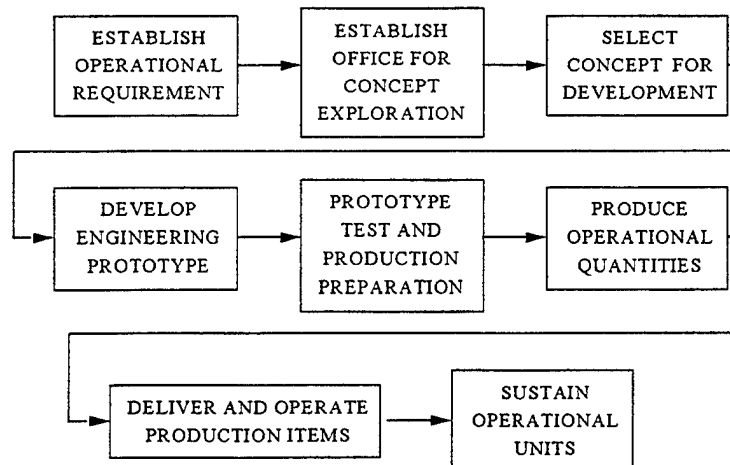 ESTABLISH
OPERATIONAL
REQUIREMENT
ESTABLISH
OFFICE FOR
CONCEPT
EXPLORATION
SELECT
CONCEPT FOR
DEVELOPMENT
DEVELOP
ENGINEERING
PROTOTYPE
PROTOTYPE
TEST AND
PRODUCTION
PREPARATION
PRODUCE
OPERATIONAL
QUANTITIES
DELIVER AND OPERATE
PRODUCTION ITEMS
SUSTAIN
OPERATIONAL
UNITS